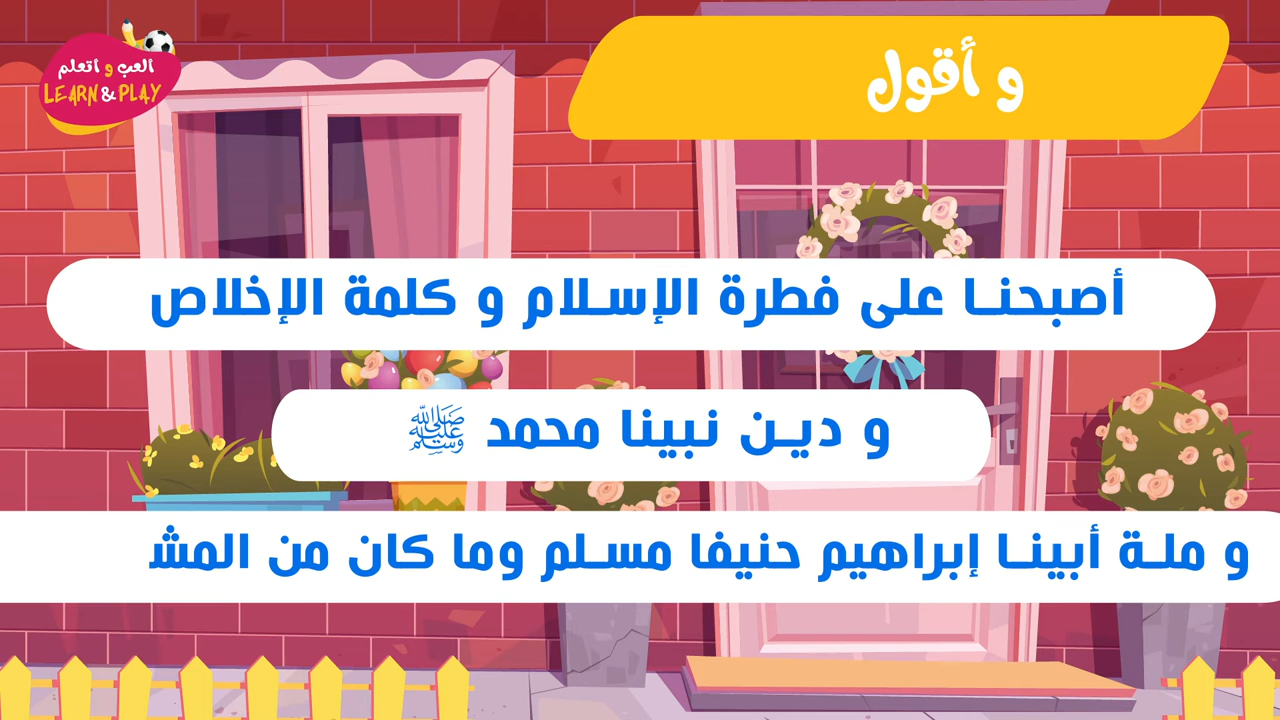 العب و اتعلم
LEARN & PLAY
و أقول
أصبحنا على فطرة الإسلام و كلمة الإخلاص
و دين نبينا محمد ﷺ
و ملة أبينا إبراهيم حنيفا مسلم وما كان من المش